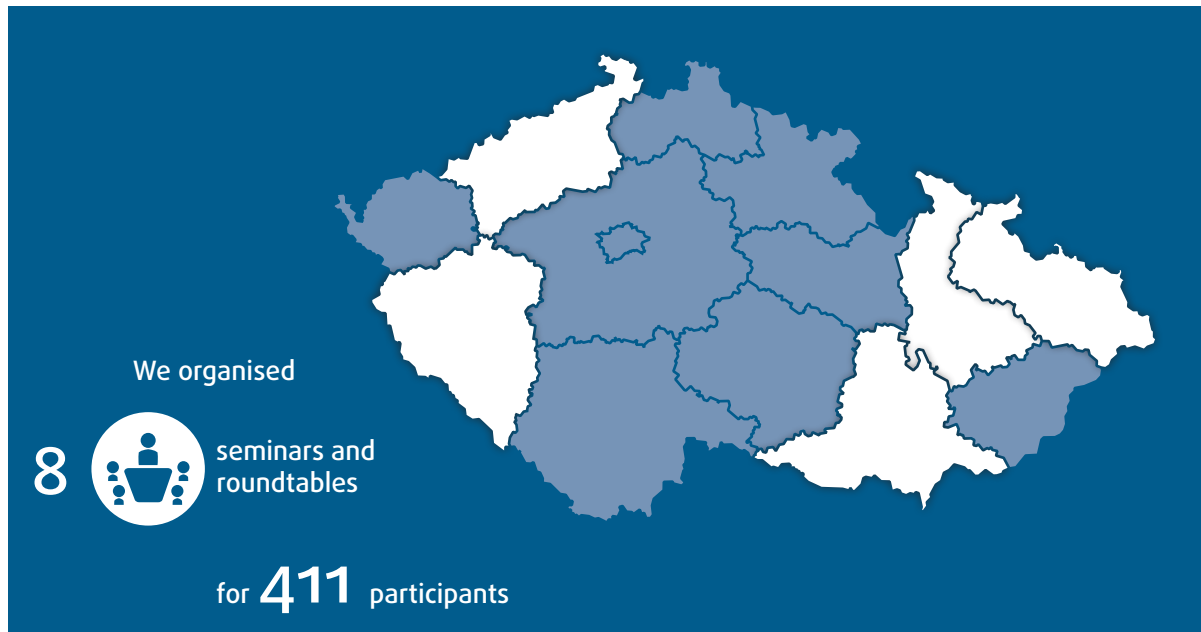 We organised
8 seminars and
roundtables
for 411 participants